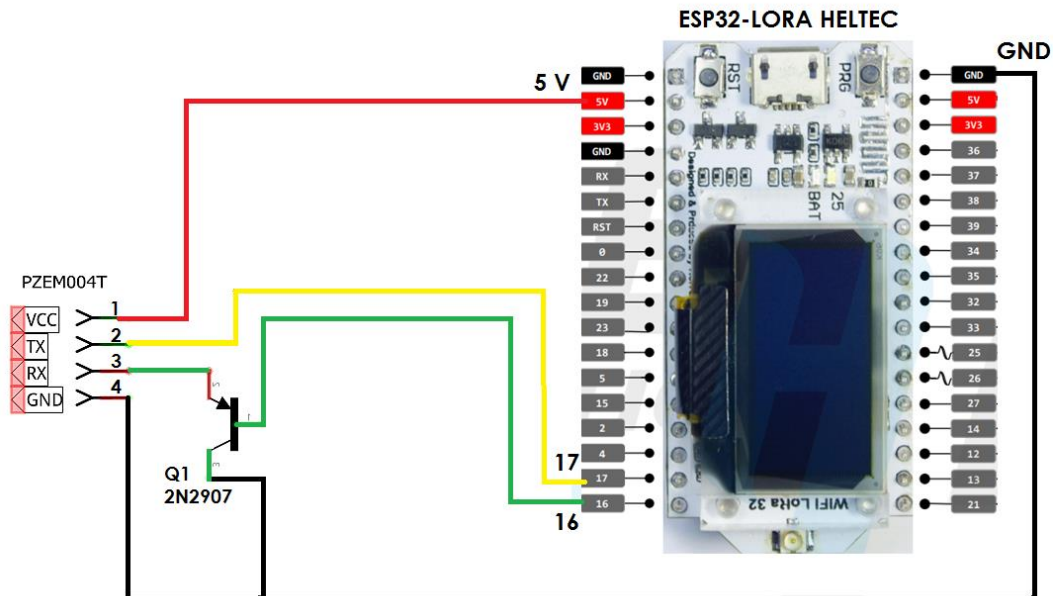 ESP32-LORA HELTEC
GND
5 V
GND
5V
3V3
GND
RX
TX
RST
0
22
19
23
18
5
15
2
4
17
17
16
16
RST
PRG
BAT
25
WIFI LoRa 32
GND
5V
3V3
36
37
38
39
34
35
32
33
25
26
27
14
12
13
21
PZEM004T
VCC
1
TX
2
RX
3
GND
4
2
1
3
Q1
2N2907